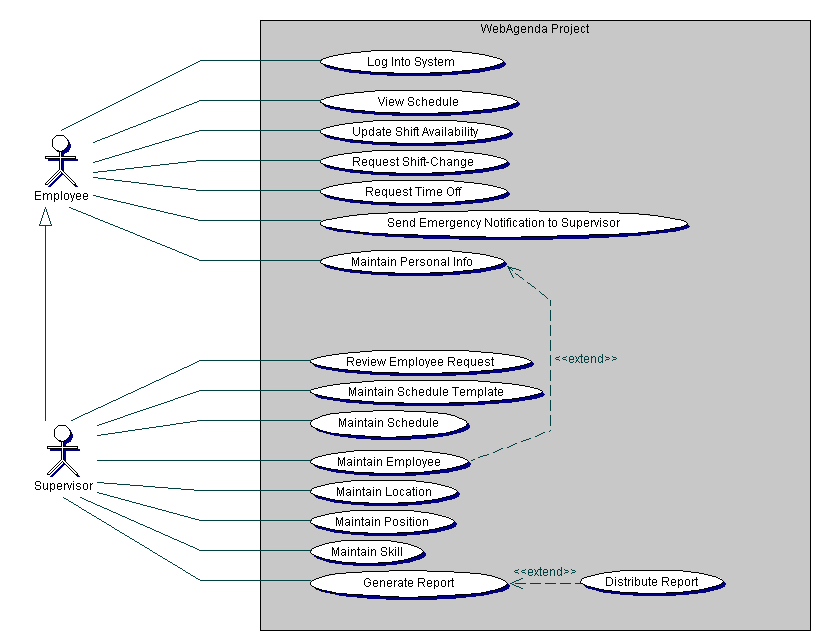 WebAgenda Project
Log Into System
View Schedule
Update Shift Availability
Request Shift-Change
Request Time Off
Employee
Send Emergency Notification to Supervisor
Maintain Personal Info
<<extend>>
Review Employee Request
Maintain Schedule Template
Maintain Schedule
Maintain Employee
Supervisor
Maintain Location
Maintain Position
Maintain Skill
<<extend>>
Generate Report
Distribute Report